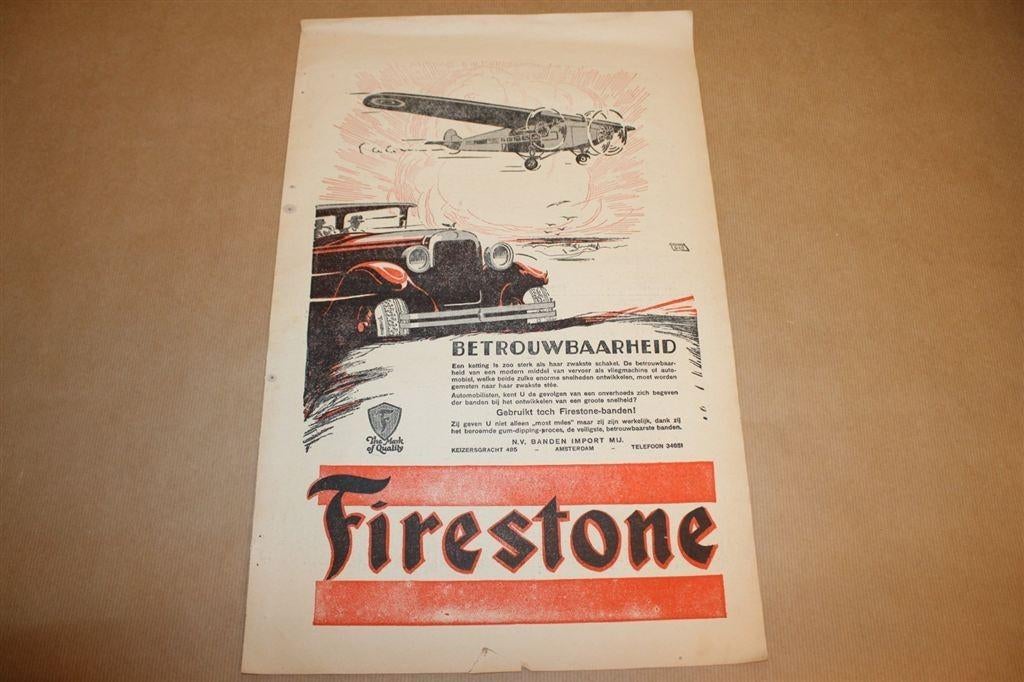 BETROUWBAARHEID
Een ketting is zoo sterk als haar zwakste schakel. De betrouwbaar-
heid van een modern middel van vervoer als vliegmachine of auto-
mobiel, welke beide zulke enorme snelheden ontwikkelen, moet worden
gemeten naar haar zwakste stée.
Automobilisten, kent U de gevolgen van een onverhoeds zich begeven
der banden bij het ontwikkelen van een groote snelheid?
Gebruikt toch Firestone-banden!
Zij geven U niet alleen „most miles" maar zij zijn werkelijk, dank zij
het beroemde gum-dipping-proces, de veiligste, betrouwbaarste banden.
N.V. BANDEN IMPORT MIJ.
KEIZERSGRACHT 485 – AMSTERDAM – TELEFOON 34651
F
The Mark
of Quality
Firestone